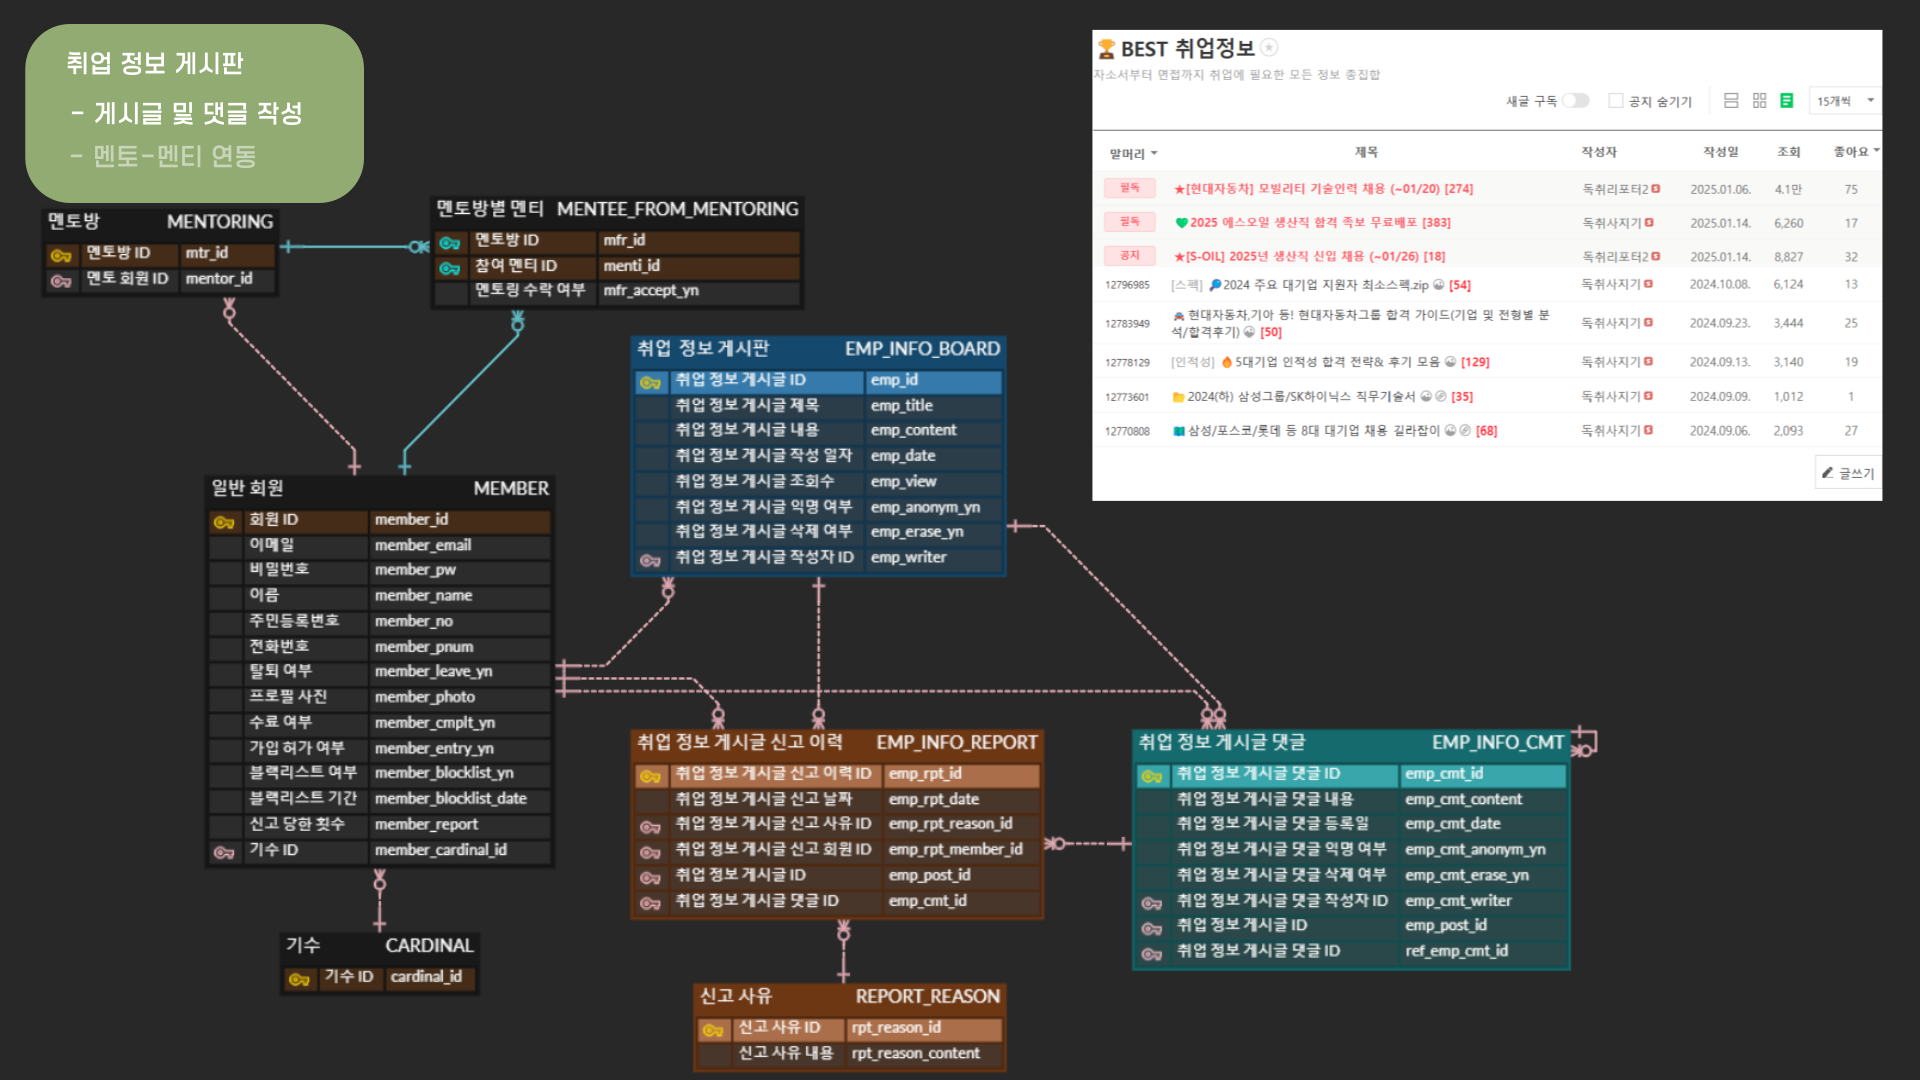 취업 정보 게시판
- 게시글 및 댓글 작성
- 멘토-멘티 연동
BEST 취업정보
자소서부터 면접까지 취업에 필요한 모든 정보 총집합
새글 구독 공지 숨기기 15개씩
말머리 제목 작성자 작성일 조회 좋아요
필독 ★[현대자동차] 모빌리티 기술인력 채용 (~01/20) [274] 독취리포터2 2025.01.06. 4.1만 75
필독 2025 에스오일 생산직 합격 족보 무료배포 [383] 독취사지기 2025.01.14. 6,260 17
공지 ★[S-OIL] 2025년 생산직 신입 채용 (~01/26) [18] 독취리포터2 2025.01.14. 8,827 32
12796985 [스펙] 2024 주요 대기업 지원자 최소스펙.zip [54] 독취사지기 2024.10.08. 6,124 13
12783949 현대자동차,기아 등! 현대자동차그룹 합격 가이드(기업 및 전형별 분
석/합격후기) [50] 독취사지기 2024.09.23. 3,444 25
12778129 [인적성] 5대기업 인적성 합격 전략& 후기 모음 [129] 독취사지기 2024.09.13. 3,140 19
12773601 2024(하) 삼성그룹/SK하이닉스 직무기술서 [35] 독취사지기 2024.09.09. 1,012 1
12770808 삼성/포스코/롯데 등 8대 대기업 채용 길라잡이 [68] 독취사지기 2024.09.06. 2,093 27
글쓰기
멘토방 MENTORING
멘토방 ID mtr_id
멘토 회원 ID mentor_id
멘토방별 멘티 MENTEE_FROM_MENTORING
멘토방 ID mfr_id
참여 멘티 ID menti_id
멘토링 수락 여부 mfr_accept_yn
취업 정보 게시판 EMP_INFO_BOARD
취업 정보 게시글 ID emp_id
취업 정보 게시글 제목 emp_title
취업 정보 게시글 내용 emp_content
취업 정보 게시글 작성 일자 emp_date
취업 정보 게시글 조회수 emp_view
취업 정보 게시글 익명 여부 emp_anonym_yn
취업 정보 게시글 삭제 여부 emp_erase_yn
취업 정보 게시글 작성자 ID emp_writer
일반 회원 MEMBER
회원 ID member_id
이메일 member_email
비밀번호 member_pw
이름 member_name
주민등록번호 member_no
전화번호 member_pnum
탈퇴 여부 member_leave_yn
프로필 사진 member_photo
수료 여부 member_cmplt_yn
가입 허가 여부 member_entry_yn
블랙리스트 여부 member_blocklist_yn
블랙리스트 기간 member_blocklist_date
신고 당한 횟수 member_report
기수 ID member_cardinal_id
취업 정보 게시글 신고 이력 EMP_INFO_REPORT
취업 정보 게시글 신고 이력 ID emp_rpt_id
취업 정보 게시글 신고 날짜 emp_rpt_date
취업 정보 게시글 신고 사유 ID emp_rpt_reason_id
취업 정보 게시글 신고 회원 ID emp_rpt_member_id
취업 정보 게시글 ID emp_post_id
취업 정보 게시글 댓글 ID emp_cmt_id
취업 정보 게시글 댓글 EMP_INFO_CMT
취업 정보 게시글 댓글 ID emp_cmt_id
취업 정보 게시글 댓글 내용 emp_cmt_content
취업 정보 게시글 댓글 등록일 emp_cmt_date
취업 정보 게시글 댓글 익명 여부 emp_cmt_anonym_yn
취업 정보 게시글 댓글 삭제 여부 emp_cmt_erase_yn
취업 정보 게시글 댓글 작성자 ID emp_cmt_writer
취업 정보 게시글 ID emp_post_id
취업 정보 게시글 댓글 ID ref_emp_cmt_id
기수 CARDINAL
기수 ID cardinal_id
신고 사유 REPORT_REASON
신고 사유 ID rpt_reason_id
신고 사유 내용 rpt_reason_content